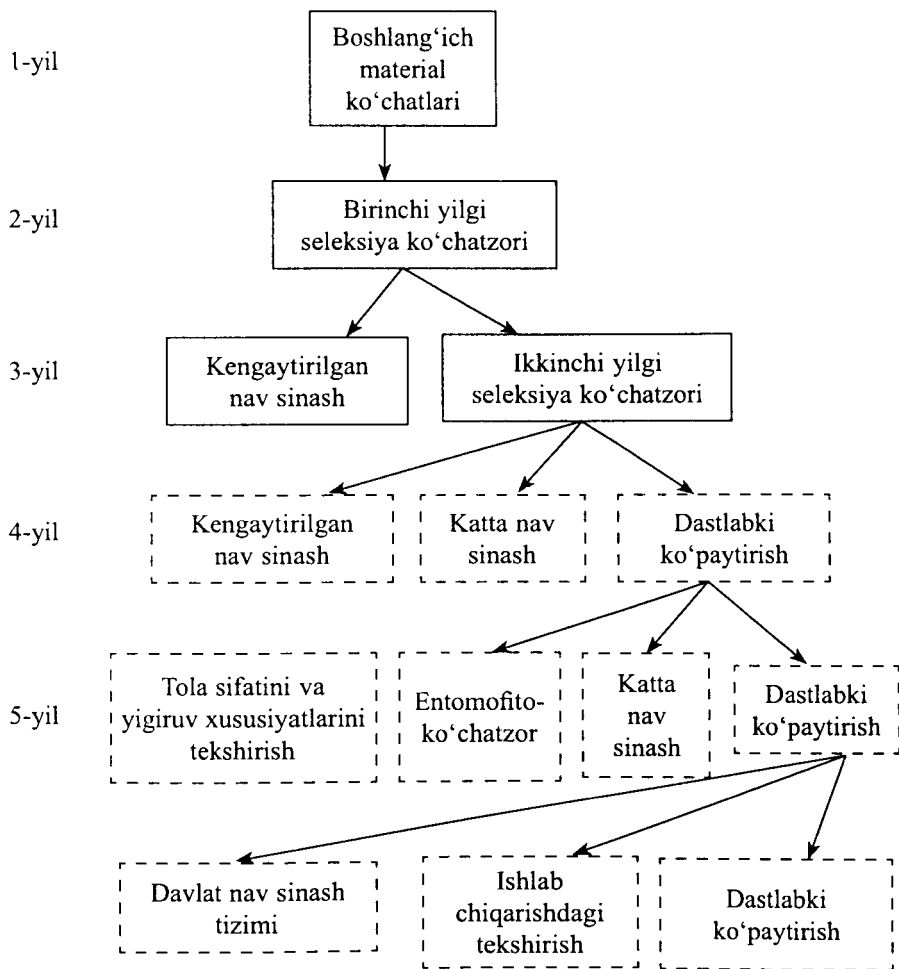 1-yil
Boshlang‘ich
material
ko‘chatlari
2-yil
Birinchi yilgi
seleksiya ko‘chatzori
3-yil
Kengaytirilgan
nav sinash
Ikkinchi yilgi
seleksiya ko‘chatzori
4-yil
Kengaytirilgan
nav sinash
Katta nav
sinash
Dastlabki
ko‘paytirish
5-yil
Tola sifatini va
yigiruv xususiyatlarini
tekshirish
Entomofito-
ko‘chatzor
Katta
nav
sinash
Dastlabki
ko‘paytirish
Davlat nav sinash
tizimi
Ishlab
chiqarishdagi
tekshirish
Dastlabki
ko‘paytirish